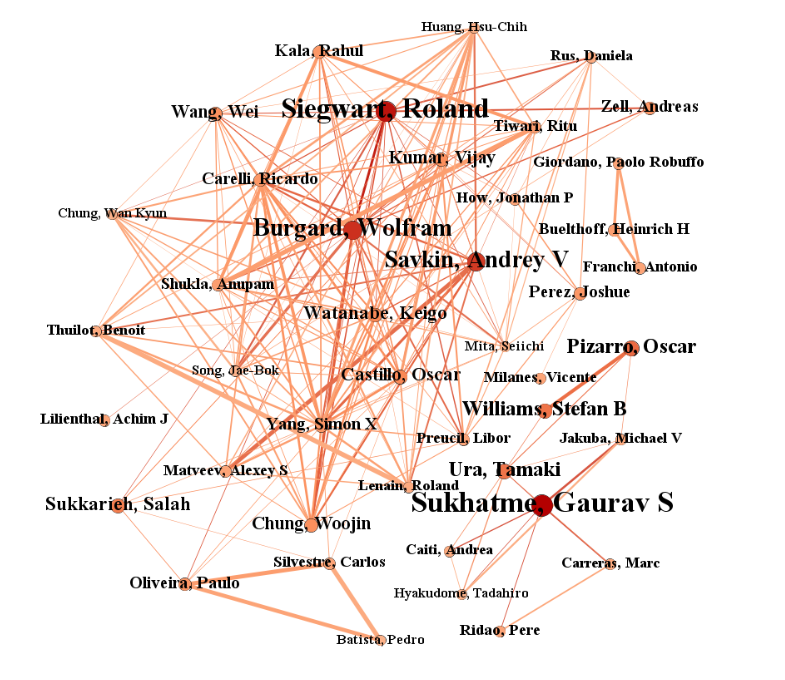 Huang, Hsu-Chih
Kala, Rahul
Rus, Daniela
Siegwart, Roland
Zell, Andreas
Wang, Wei
Tiwari, Ritu
Kumar, Vijay
Giordano, Paolo Robuffo
Carelli, Ricardo
How, Jonathan P
Chung, Wan Kyun
Burgard, Wolfram
Buelthoff, Heinrich H
Savkin, Andrey V
Franchi, Antonio
Shukla, Anupam
Perez, Joshue
Watanabe, Keigo
Thuilot, Benoit
Mita, Seiichi
Pizarro, Oscar
Song, Jae-Bok
Castillo, Oscar
Milanes, Vicente
Williams, Stefan B
Lilienthal, Achim J
Yang, Simon X
Preucil, Libor
Jakuba, Michael V
Matveev, Alexey S
Ura, Tamaki
Lenain, Roland
Sukkarieh, Salah
Sukhatme, Gaurav S
Chung, Woojin
Caiti, Andrea
Silvestre, Carlos
Carreras, Marc
Oliveira, Paulo
Hyakudome, Tadahiro
Ridao, Pere
Batista, Pedro